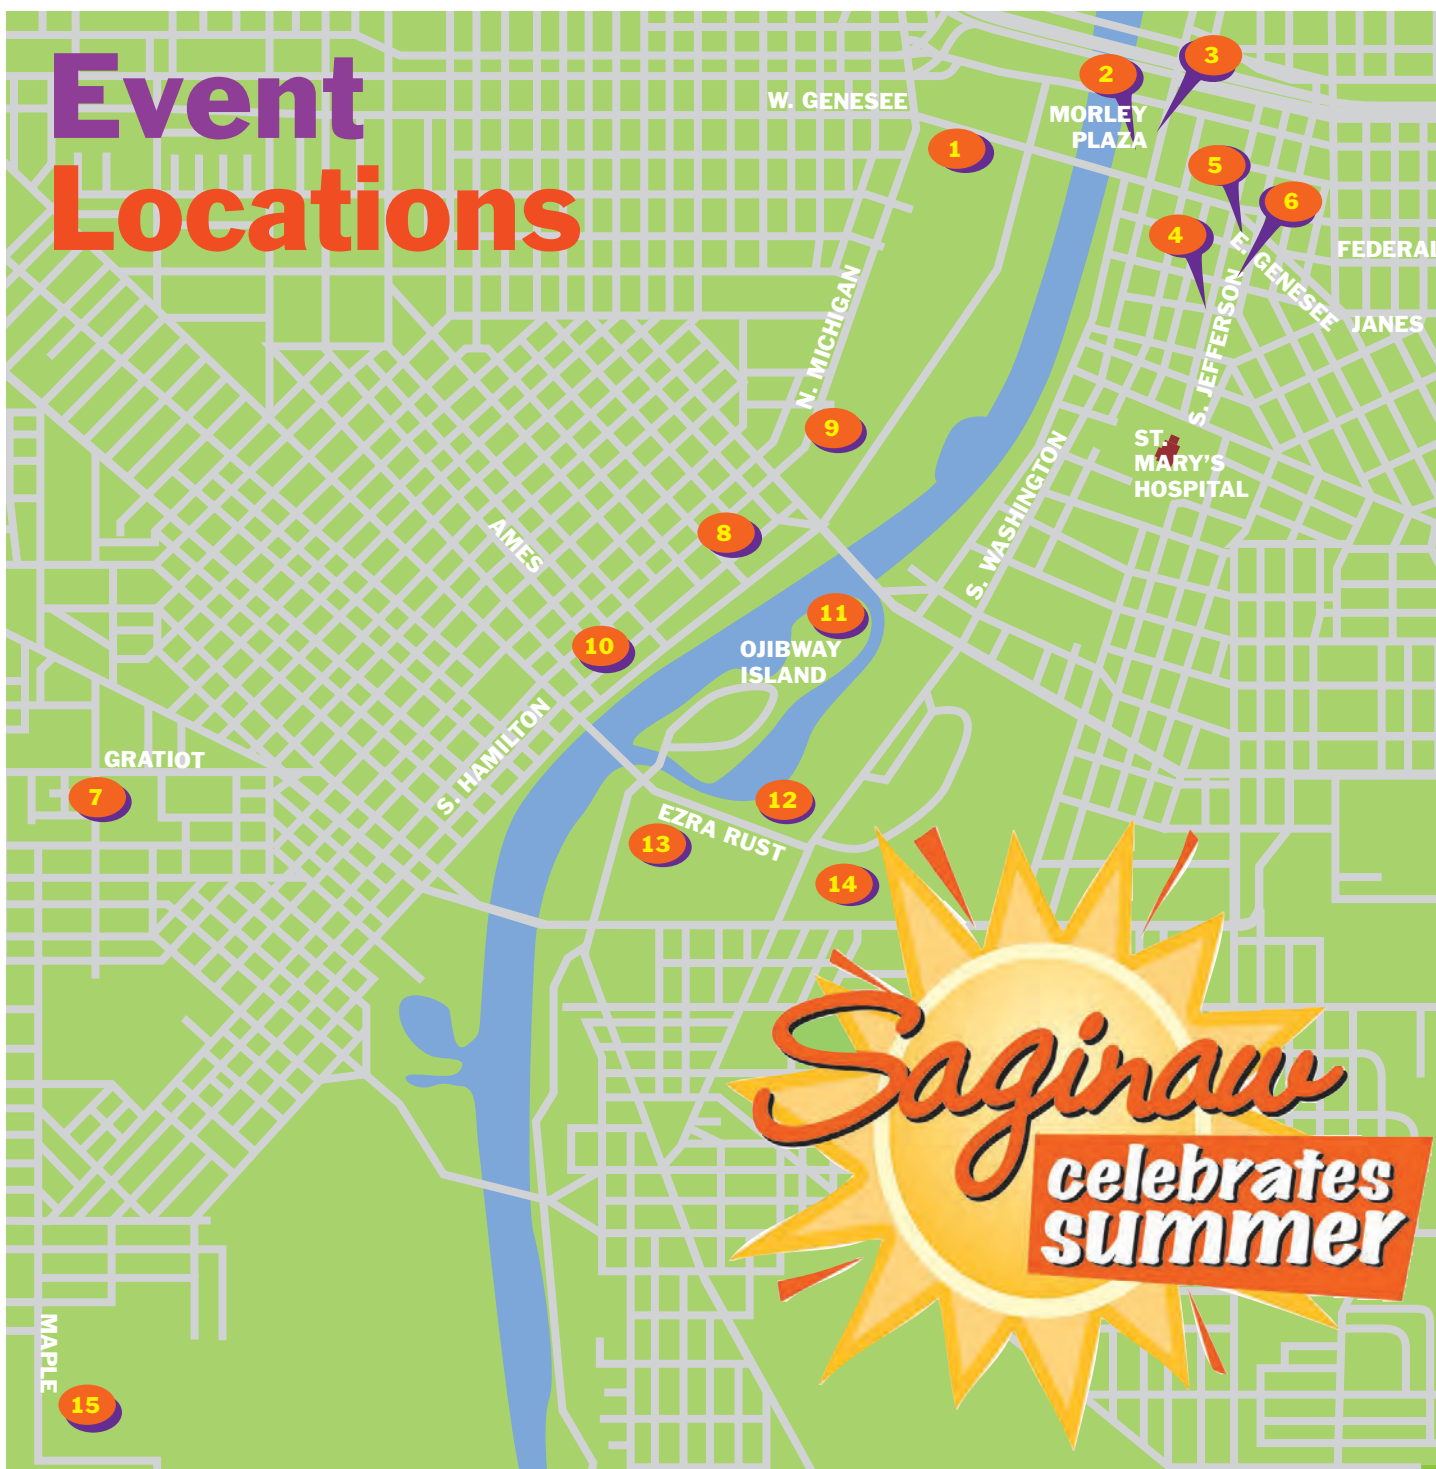 Event
Locations
W. GENESEE
MORLEY
PLAZA
1
2
3
4
5
6
E. GENESEE
FEDERAL
JANES
N. MICHIGAN
S. JEFFERSON
9
ST.
MARY'S
HOSPITAL
S. WASHINGTON
AMES
8
11
OJIBWAY
ISLAND
10
S. HAMILTON
GRATIOT
7
12
EZRA RUST
13
14
Saginaw
celebrates
summer
MAPLE
15